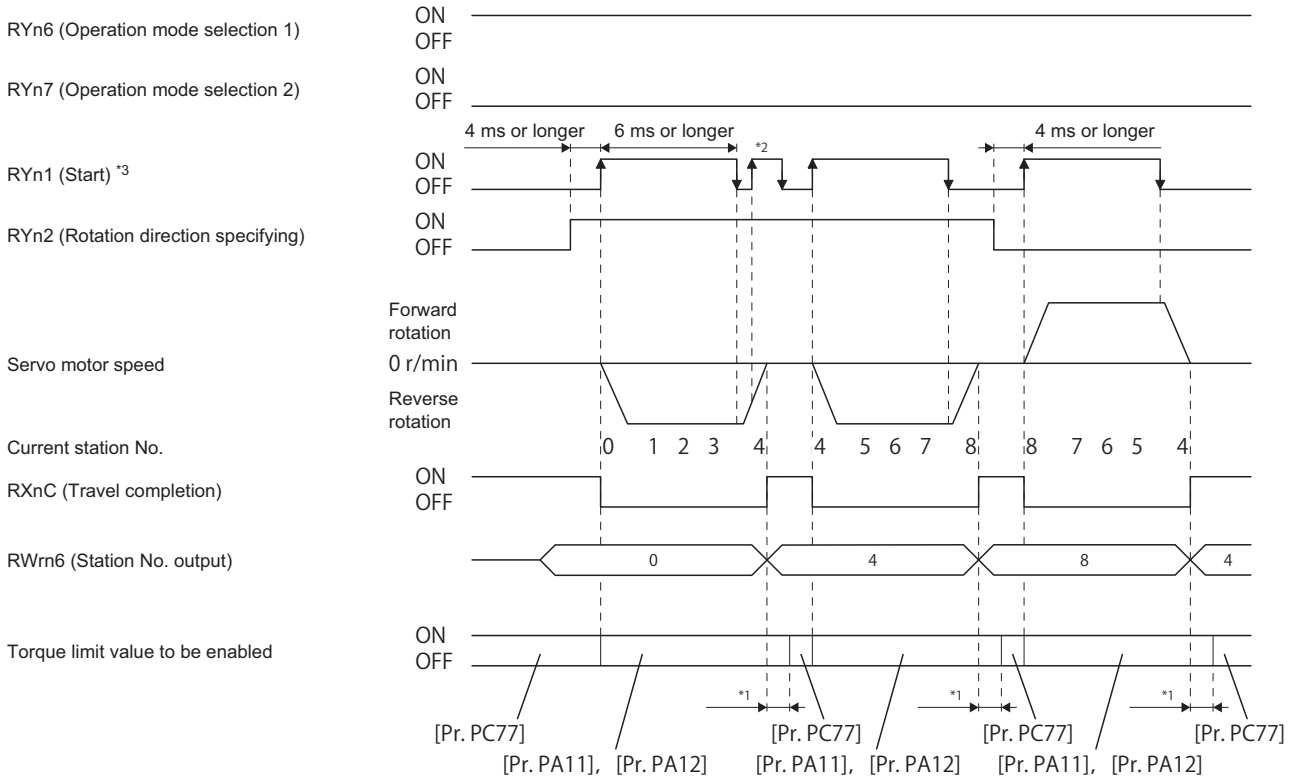 RYn6 (Operation mode selection 1)
ON
OFF
RYn7 (Operation mode selection 2)
ON
OFF
4 ms or longer
6 ms or longer
*2
4 ms or longer
RYn1 (Start) *3
ON
OFF
RYn2 (Rotation direction specifying)
ON
OFF
Forward
rotation
Servo motor speed
0 r/min
Reverse
rotation
Current station No.
0 1 2 3 4 4 5 6 7 8 8 7 6 5 4
RXnC (Travel completion)
ON
OFF
RWrn6 (Station No. output)
0 4 8 4
Torque limit value to be enabled
ON
OFF
*1 *1 *1
[Pr. PC77] [Pr. PC77] [Pr. PC77] [Pr. PC77]
[Pr. PA11], [Pr. PA12] [Pr. PA11], [Pr. PA12] [Pr. PA11], [Pr. PA12]